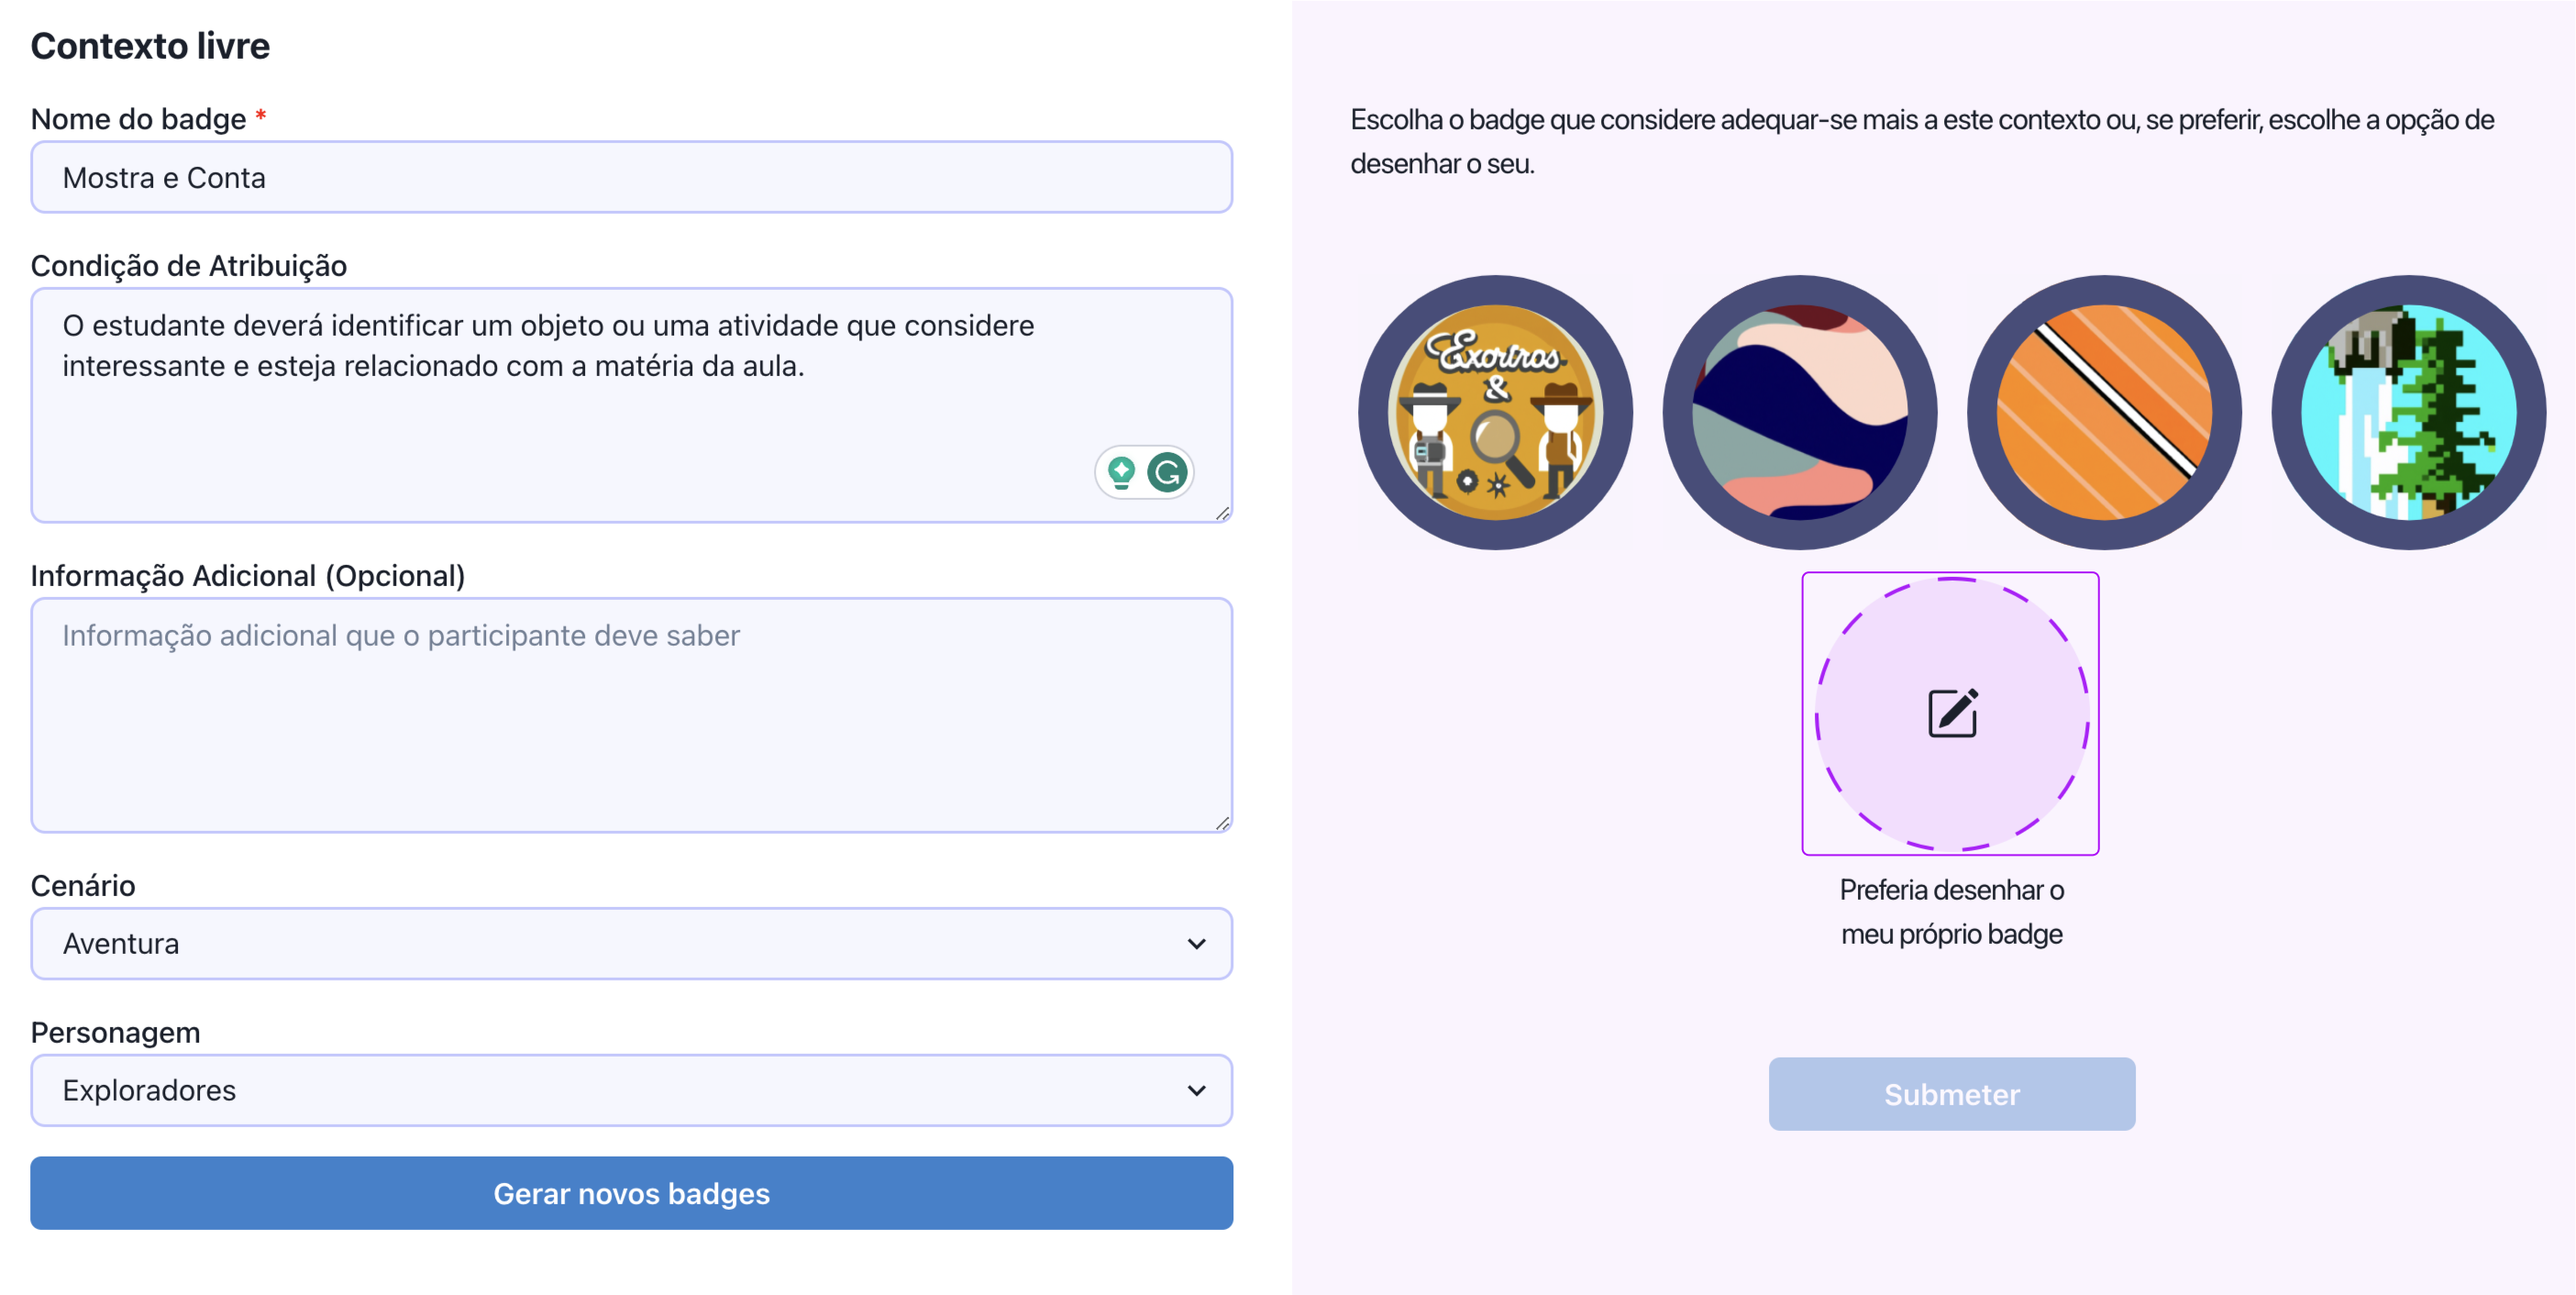 Contexto livre
Nome do badge *
Mostra e Conta
Condição de Atribuição
O estudante deverá identificar um objeto ou uma atividade que considere
interessante e esteja relacionado com a matéria da aula.
Informação Adicional (Opcional)
Informação adicional que o participante deve saber
Cenário
Aventura
Personagem
Exploradores
Gerar novos badges
Escolha o badge que considere adequar-se mais a este contexto ou, se preferir, escolhe a opção de
desenhar o seu.
&
Preferia desenhar o
meu próprio badge
Submeter